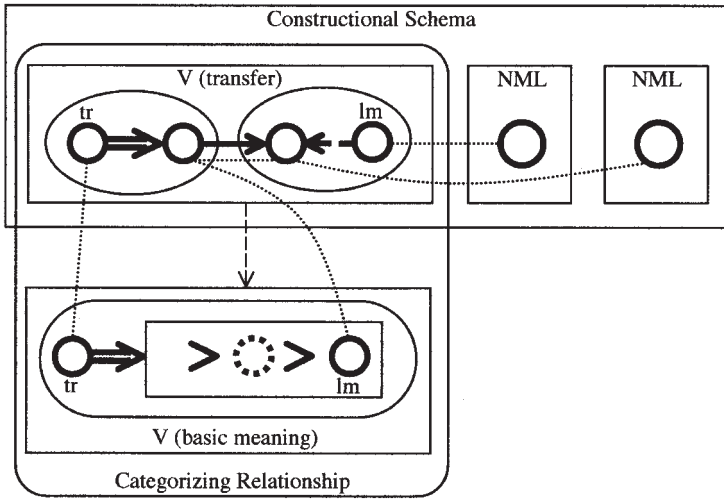 Constructional Schema
V (transfer)
NML
NML
tr
lm
tr
lm
V (basic meaning)
Categorizing Relationship